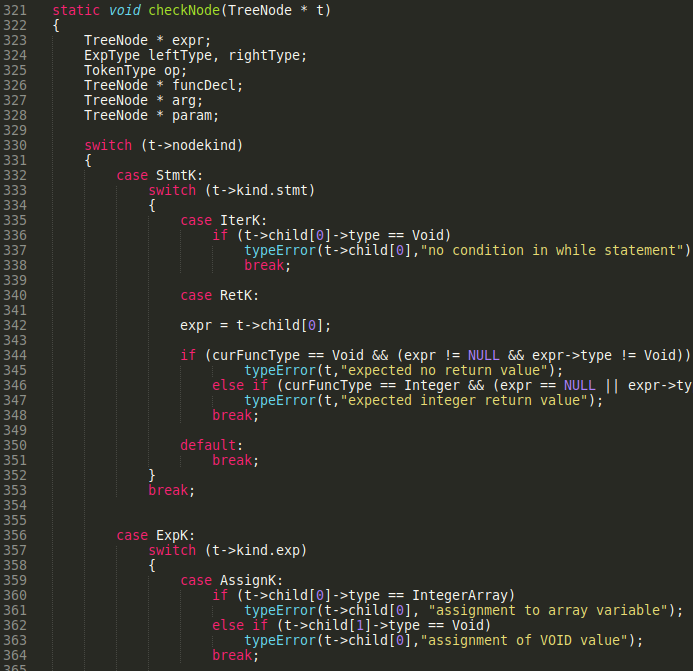 321 static void checkNode(TreeNode * t)
322 {
323 TreeNode * expr;
324 ExpType leftType, rightType;
325 TokenType op;
326 TreeNode * funcDecl;
327 TreeNode * arg;
328 TreeNode * param;
329
330 switch (t->nodekind)
331 {
332 case StmtK:
333 switch (t->kind.stmt)
334 {
335 case IterK:
336 if (t->child[0]->type == Void)
337 typeError(t->child[0],"no condition in while statement")
338 break;
339
340 case RetK:
341
342 expr = t->child[0];
343
344 if (curFuncType == Void && (expr != NULL && expr->type != Void))
345 typeError(t,"expected no return value");
346 else if (curFuncType == Integer && (expr == NULL || expr->ty
347 typeError(t,"expected integer return value");
348 break;
349
350 default:
351 break;
352 }
353 break;
354
355
356 case ExpK:
357 switch (t->kind.exp)
358 {
359 case AssignK:
360 if (t->child[0]->type == IntegerArray)
361 typeError(t->child[0], "assignment to array variable");
362 else if (t->child[1]->type == Void)
363 typeError(t->child[0],"assignment of VOID value");
364 break;
365